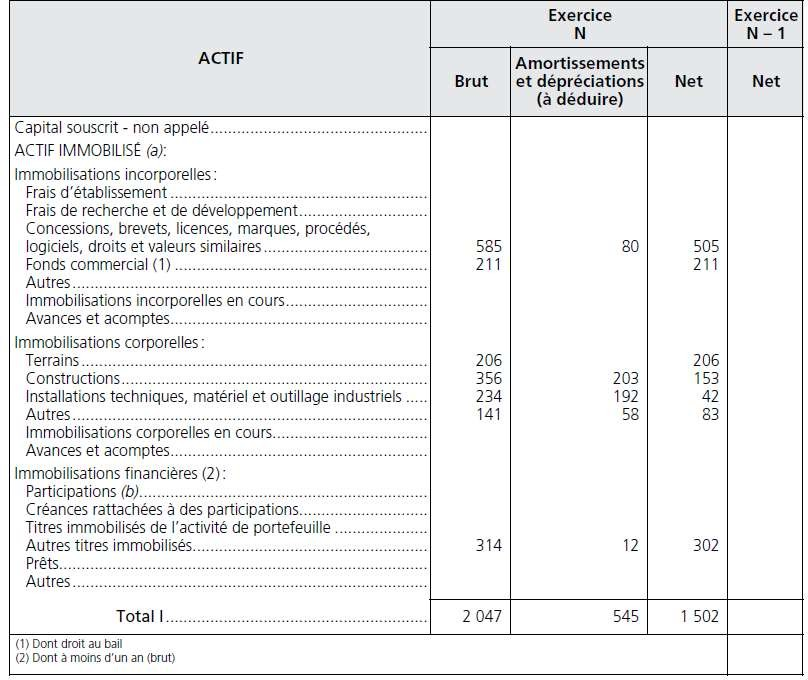 ACTIF
Exercice
N
Exercice
N – 1
Brut
Amortissements
et dépréciations
(à déduire)
Net
Net
Capital souscrit - non appelé
ACTIF IMMOBILISÉ (a) :
Immobilisations incorporelles :
Frais d’établissement
Frais de recherche et de développement
Concessions, brevets, licences, marques, procédés,
logiciels, droits et valeurs similaires 585 80 505
Fonds commercial (1) 211 211
Autres
Immobilisations incorporelles en cours
Avances et acomptes
Immobilisations corporelles :
Terrains 206 206
Constructions 356 203 153
Installations techniques, matériel et outillage industriels 234 192 42
Autres 141 58 83
Immobilisations corporelles en cours
Avances et acomptes
Immobilisations financières (2) :
Participations (b)
Créances rattachées à des participations
Titres immobilisés de l’activité de portefeuille
Autres titres immobilisés 314 12 302
Prêts
Autres
Total I 2 047 545 1 502
(1) Dont droit au bail
(2) Dont à moins d’un an (brut)